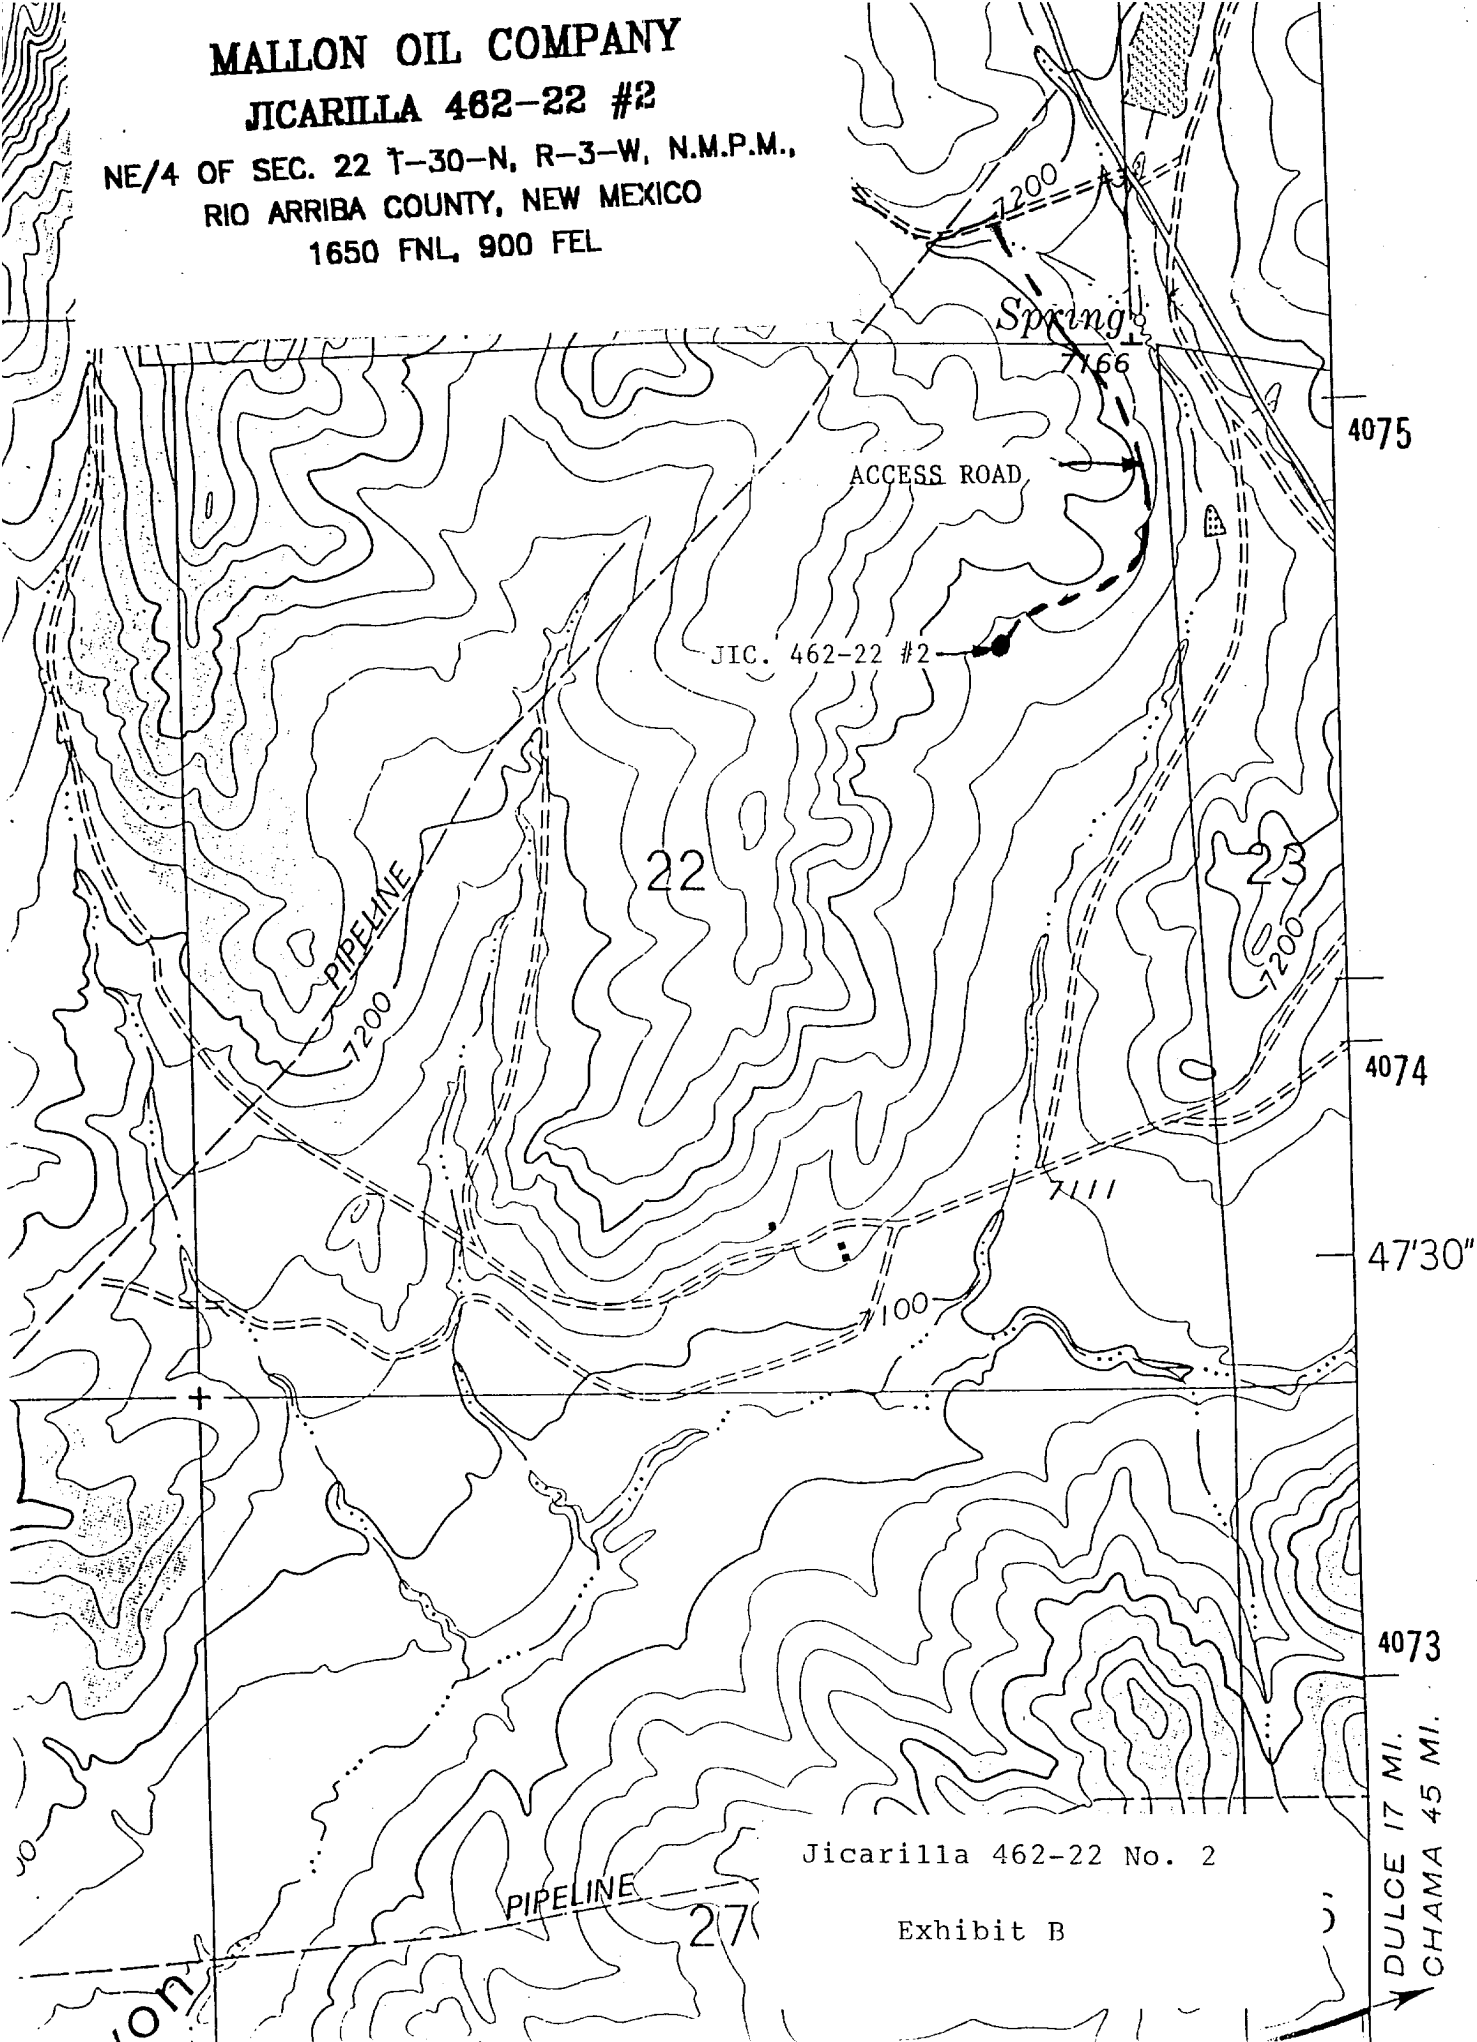 MALLON OIL COMPANY
JICARILLA 462-22 #2
NE/4 OF SEC. 22 T-30-N, R-3-W, N.M.P.M.,
RIO ARRIBA COUNTY, NEW MEXICO
1650 FNL, 900 FEL
7200
Spring
7166
4075
ACCESS ROAD
JIC. 462-22 #2
22
23
PIPELINE
7200
7200
4074
7111
47'30"
7100
4073
DULCE 17 MI.
CHAMA 45 MI.
Jicarilla 462-22 No. 2
PIPELINE
27
Exhibit B